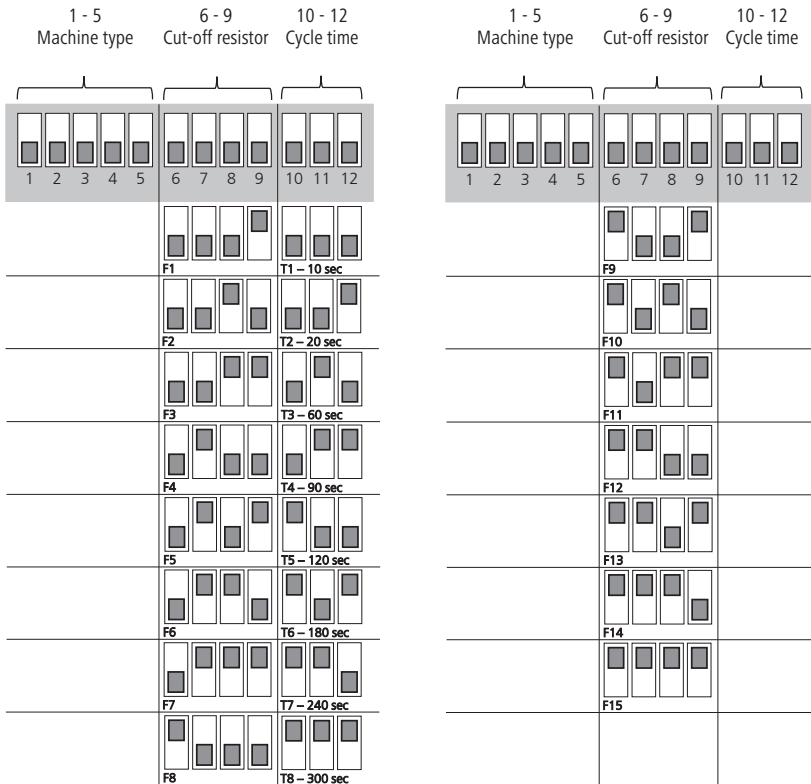 1 - 5 6 - 9 10 - 12
Machine type Cut-off resistor Cycle time
1 2 3 4 5 6 7 8 9 10 11 12
F1 T1 – 10 sec
F2 T2 – 20 sec
F3 T3 – 60 sec
F4 T4 – 90 sec
F5 T5 – 120 sec
F6 T6 – 180 sec
F7 T7 – 240 sec
F8 T8 – 300 sec
1 - 5 6 - 9 10 - 12
Machine type Cut-off resistor Cycle time
1 2 3 4 5 6 7 8 9 10 11 12
F9
F10
F11
F12
F13
F14
F15